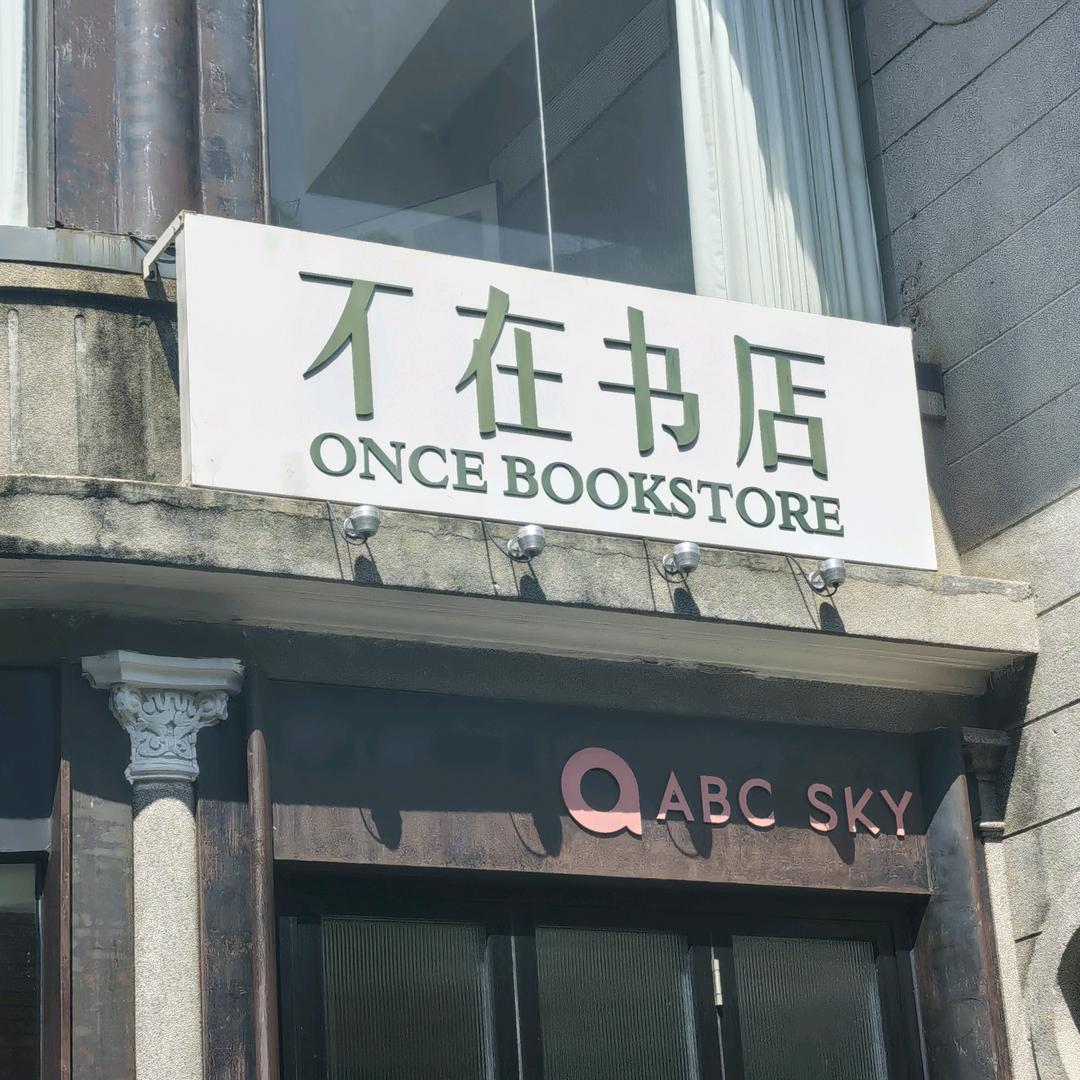 不在书店
ONCE BOOKSTORE
a ABC SKY